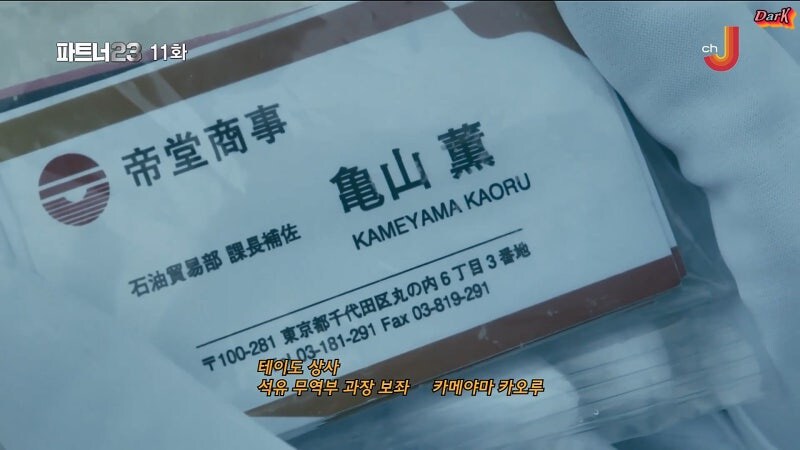 파트너23 11화
ch J
DarK
帝堂商事
亀山 薫
KAMEYAMA KAORU
石油貿易部 課長補佐
〒100-281 東京都千代田区丸の内6丁目3番地
03-181-291 Fax 03-819-291
테이도 상사
석유 무역부 과장 보좌 카메야마 카오루